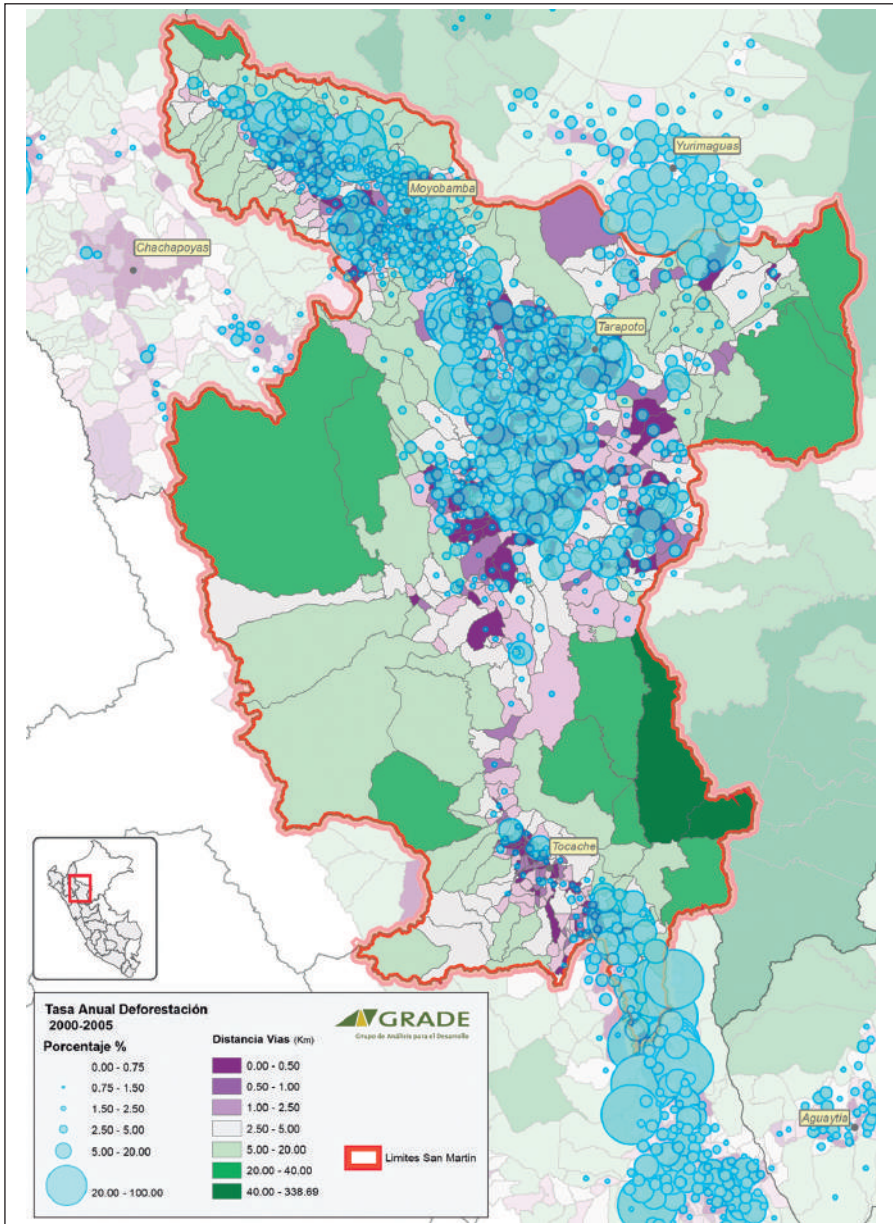 Yurimaguas
Moyobamba
Chachapoyas
Tarapoto
Tocache
Aguaytia
Tasa Anual Deforestación
2000-2005
Porcentaje %
0.00 - 0.75
0.75 - 1.50
1.50 - 2.50
2.50 - 5.00
5.00 - 20.00
20.00 - 100.00
Distancia Vias (Km)
0.00 - 0.50
0.50 - 1.00
1.00 - 2.50
2.50 - 5.00
5.00 - 20.00
20.00 - 40.00
40.00 - 338.69
GRADE
Grupo de Análisis para el Desarrollo
Limites San Martin